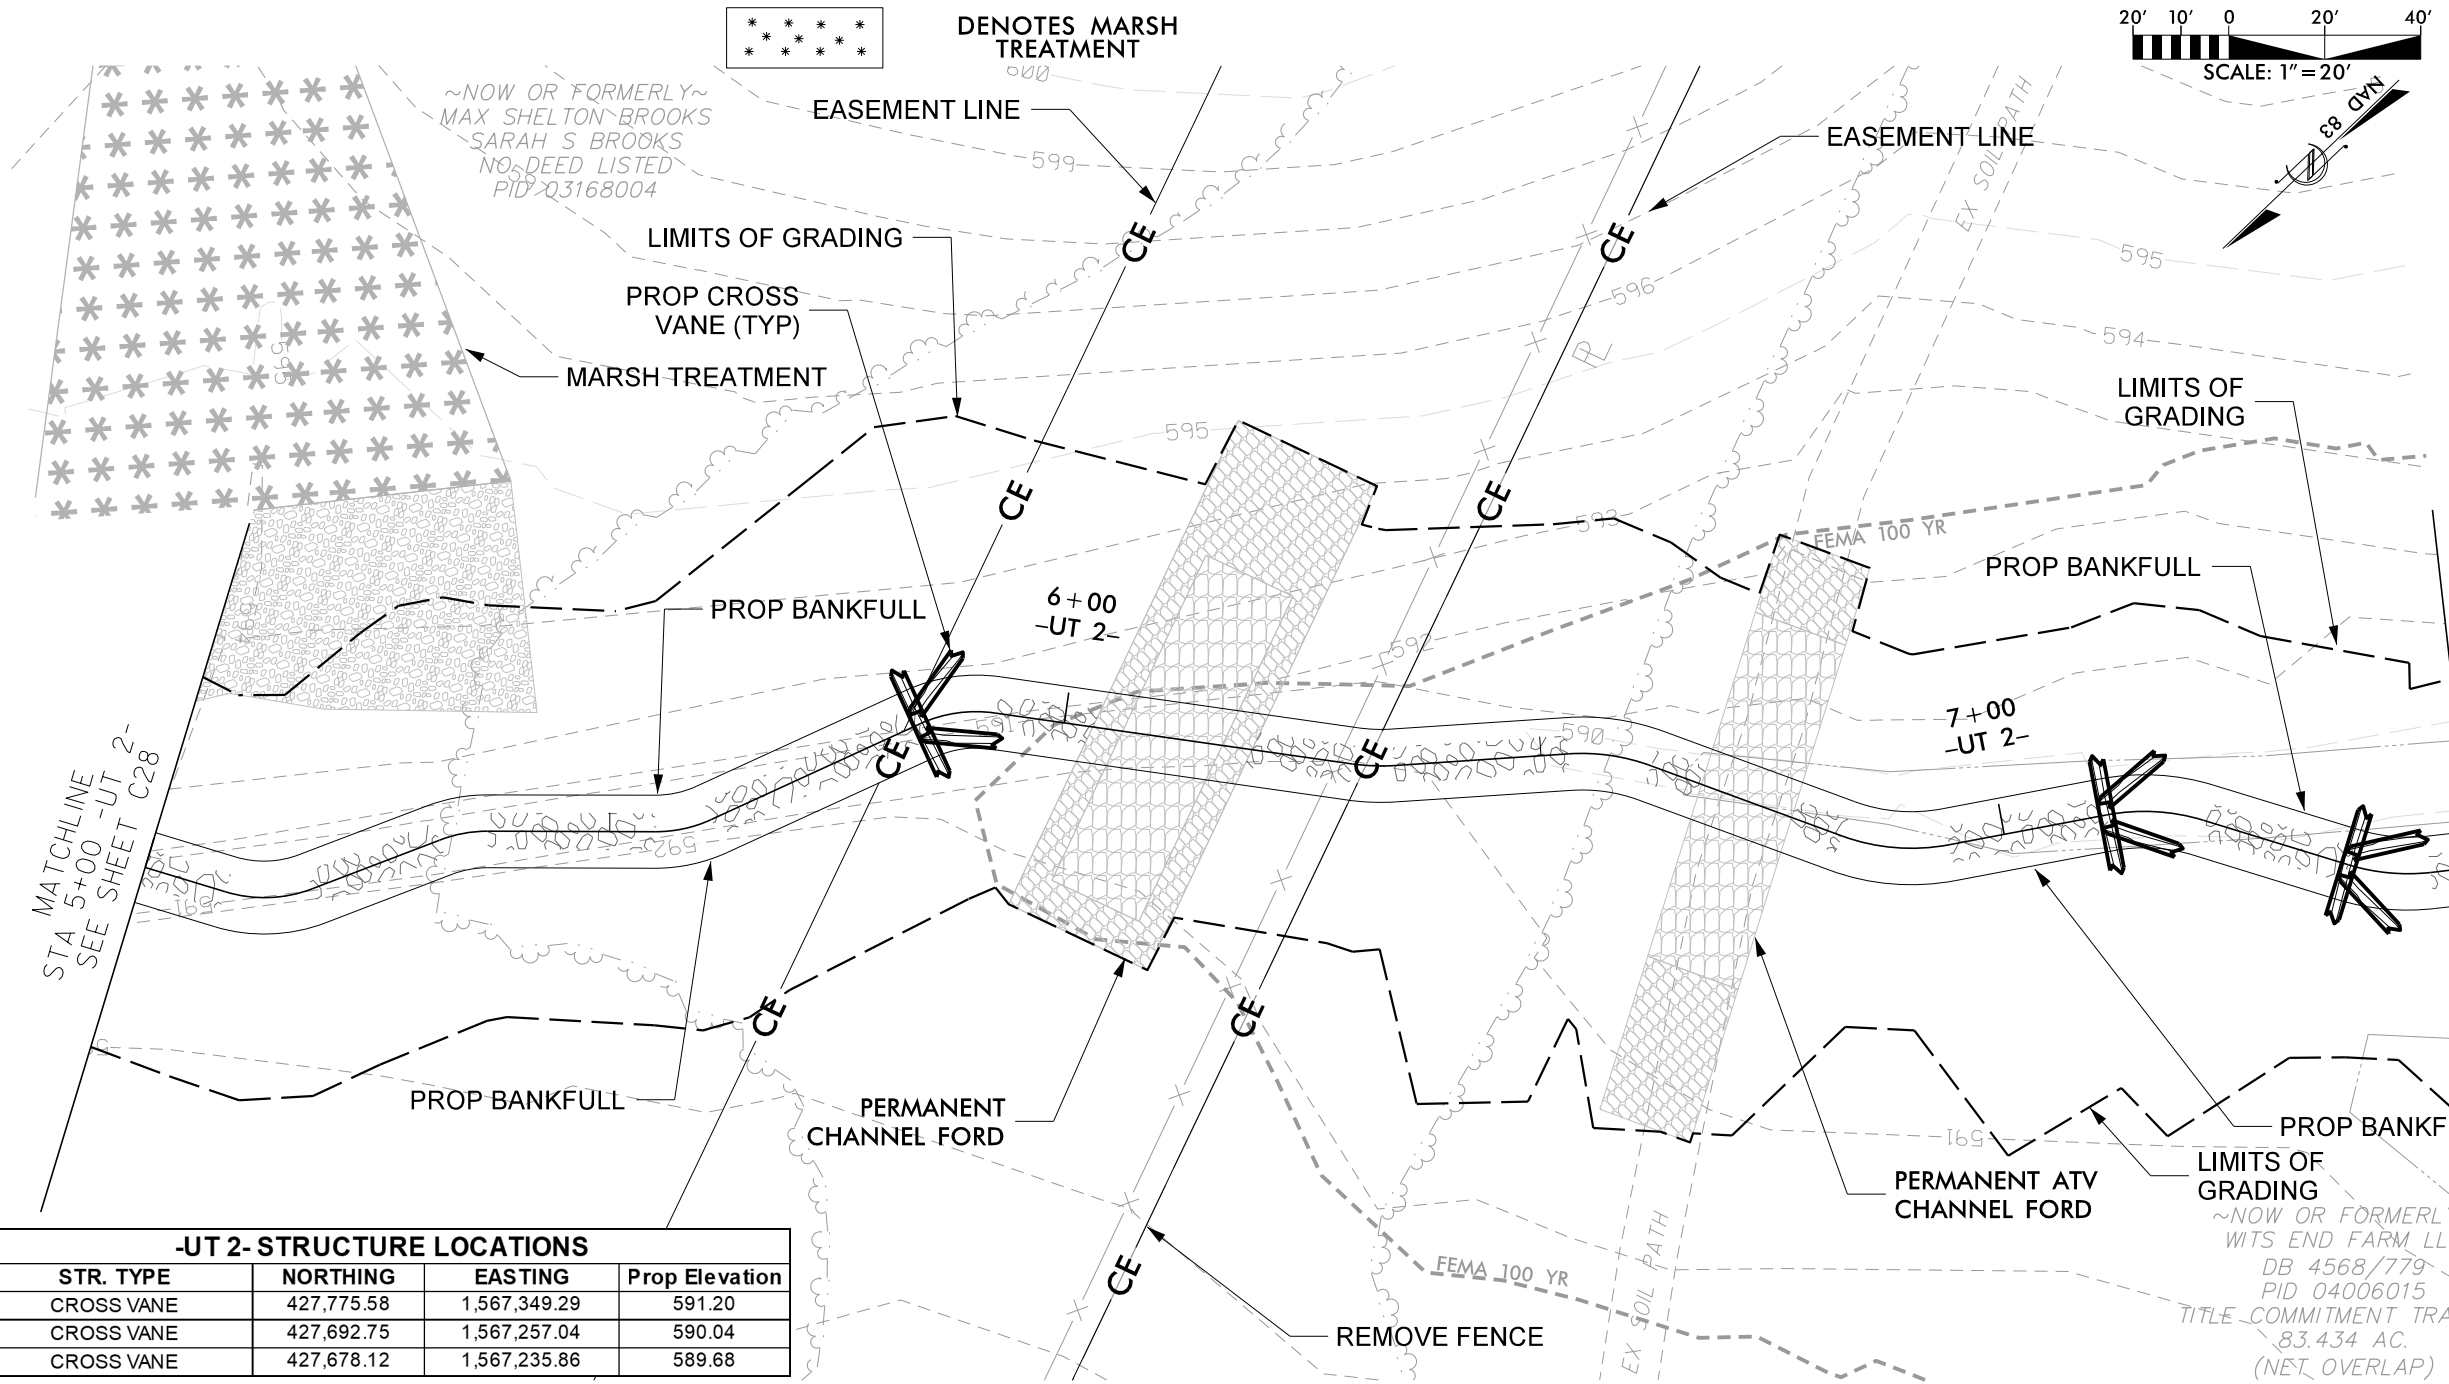 DENOTES MARSH
TREATMENT
20' 10' 0 20' 40'
SCALE: 1"=20'
NAD 83
~NOW OR FORMERLY~
MAX SHELTON BROOKS
SARAH S BROOKS
NO DEED LISTED
PID 03168004
600
EASEMENT LINE
599
EASEMENT LINE
EX SOIL PATH
LIMITS OF GRADING
CE
CE
PROP CROSS
VANE (TYP)
596
595
594
595
MARSH TREATMENT
LIMITS OF
GRADING
595
CE
CE
593
FEMA 100 YR
PROP BANKFULL
PROP BANKFULL
6+00
-UT 2-
592
7+00
-UT 2-
591
590
CE
CE
MATCHLINE
STA 5+00 -UT 2-
SEE SHEET C28
592
591
CE
CE
PROP BANKFULL
PERMANENT
CHANNEL FORD
591
PROP BANKF
PERMANENT ATV
CHANNEL FORD
LIMITS OF
GRADING
~NOW OR FORMERL
WITS END FARM LL
DB 4568/779
PID 04006015
TITLE COMMITMENT TRA
83.434 AC.
(NET OVERLAP)
CE
FEMA 100 YR
EX SOIL PATH
REMOVE FENCE
-UT 2- STRUCTURE LOCATIONS
STR. TYPE NORTHING EASTING Prop Elevation
CROSS VANE 427,775.58 1,567,349.29 591.20
CROSS VANE 427,692.75 1,567,257.04 590.04
CROSS VANE 427,678.12 1,567,235.86 589.68